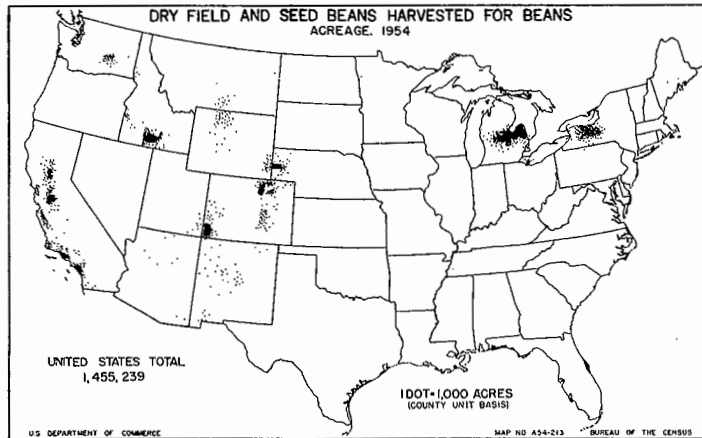 DRY FIELD AND SEED BEANS HARVESTED FOR BEANS
ACREAGE, 1954
UNITED STATES TOTAL
1,455,239
1 DOT=1,000 ACRES
(COUNTY UNIT BASIS)
U.S. DEPARTMENT OF COMMERCE
MAP NO. A54-213
BUREAU OF THE CENSUS